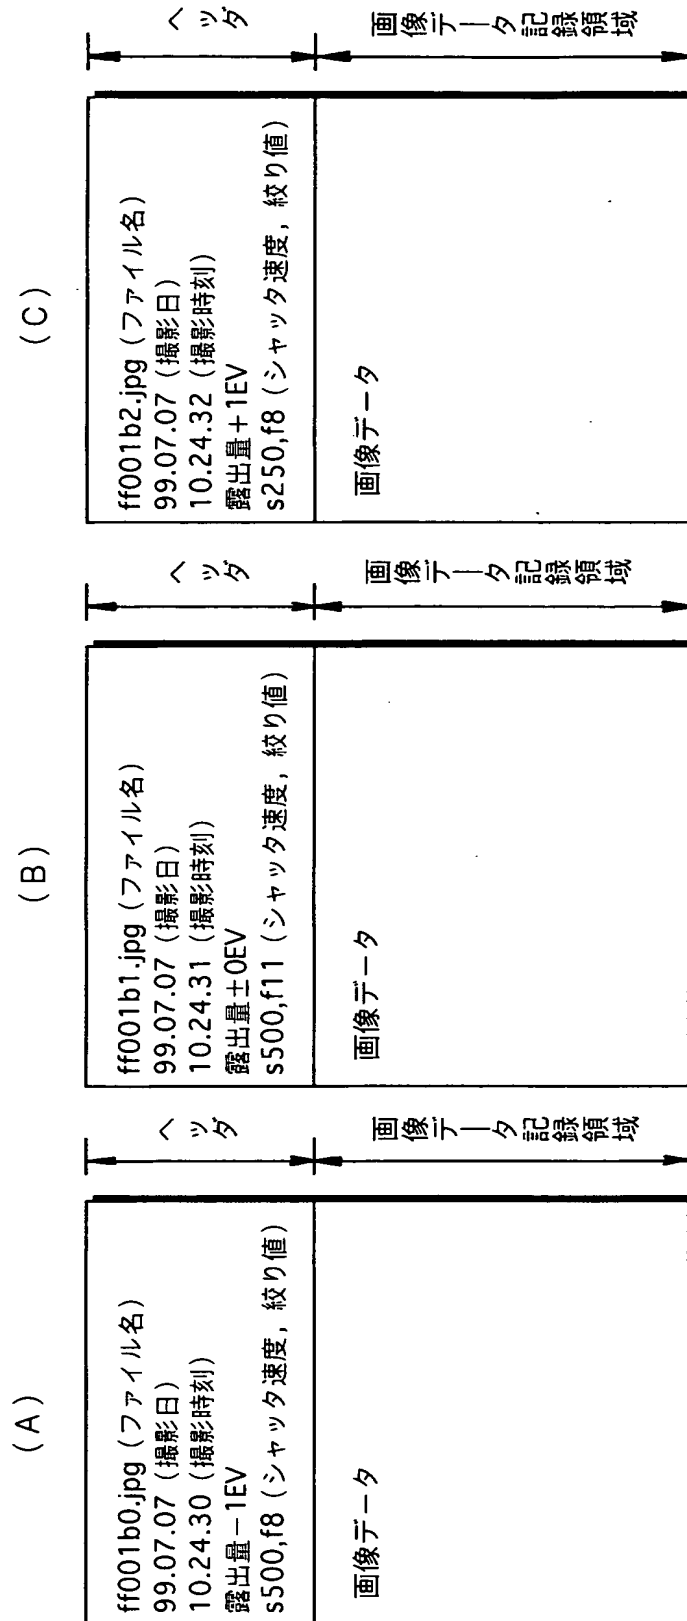 (A)
ff001b0.jpg (ファイル名)
99.07.07 (撮影日)
10.24.30 (撮影時刻)
露出量－1EV
s500,f8 (シャッタ速度, 絞り値)
画像データ
ヘッダ
画像データ記録領域
(B)
ff001b1.jpg (ファイル名)
99.07.07 (撮影日)
10.24.31 (撮影時刻)
露出量±0EV
s500,f11 (シャッタ速度, 絞り値)
画像データ
ヘッダ
画像データ記録領域
(C)
ff001b2.jpg (ファイル名)
99.07.07 (撮影日)
10.24.32 (撮影時刻)
露出量＋1EV
s250,f8 (シャッタ速度, 絞り値)
画像データ
ヘッダ
画像データ記録領域